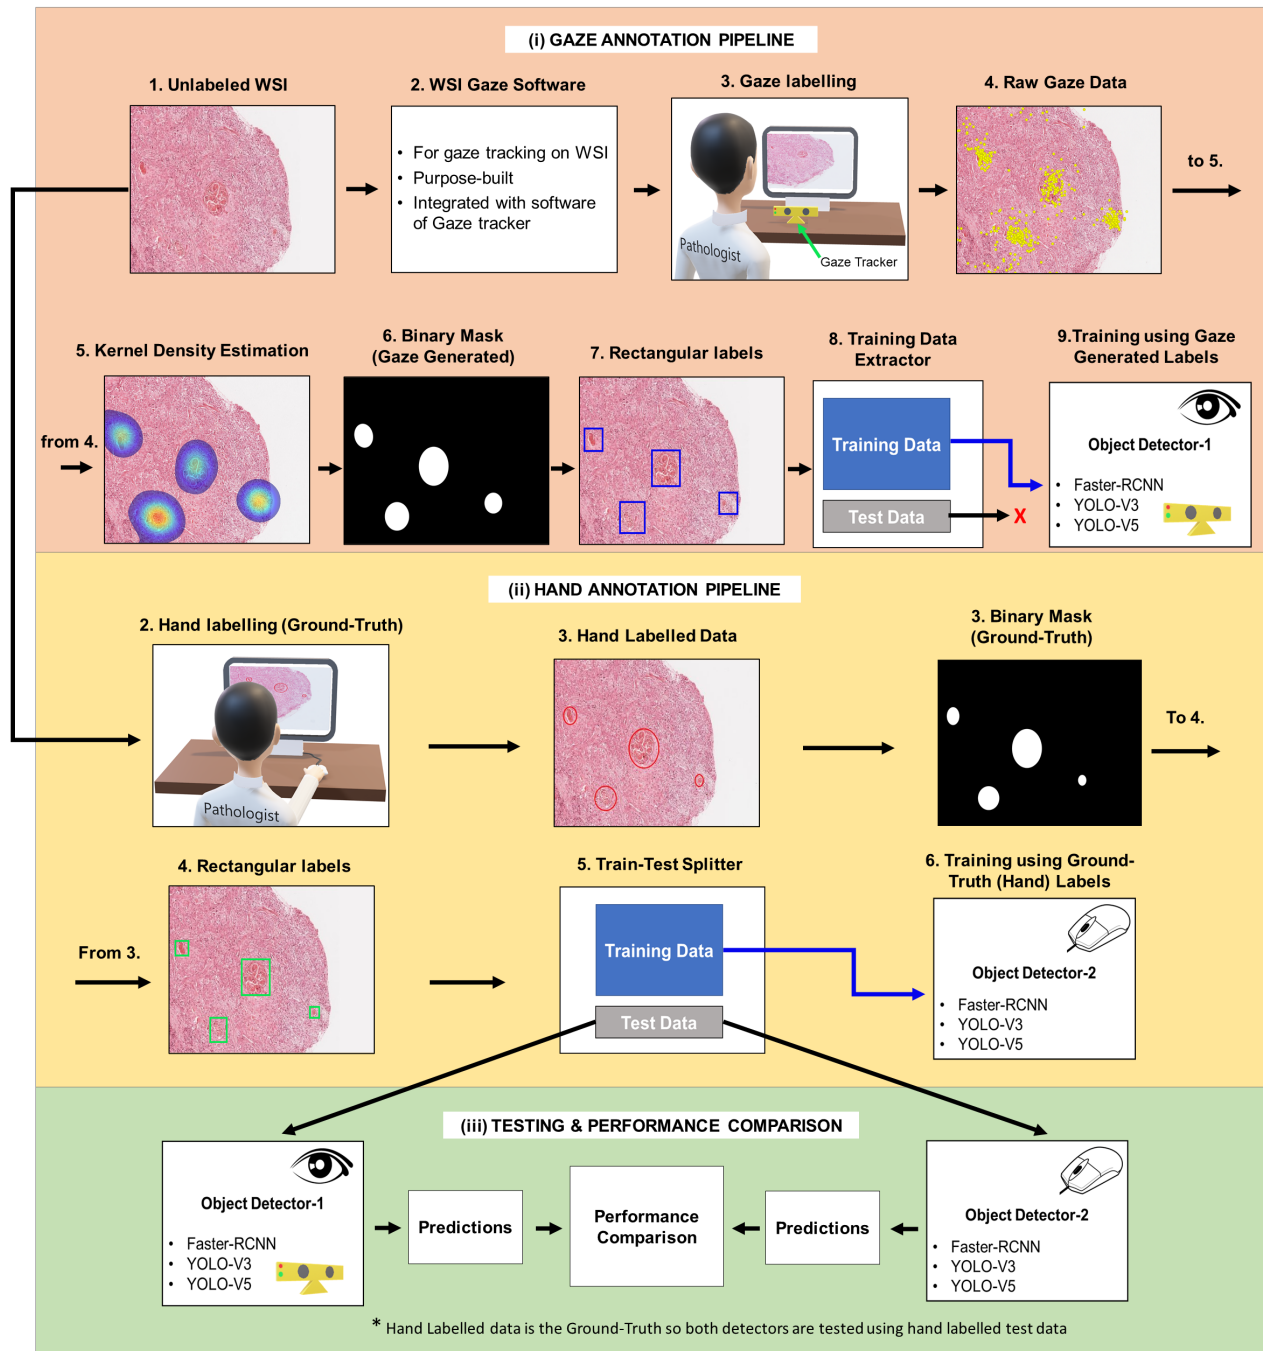 (i) GAZE ANNOTATION PIPELINE
1. Unlabeled WSI
2. WSI Gaze Software
3. Gaze labelling
4. Raw Gaze Data
• For gaze tracking on WSI
• Purpose-built
• Integrated with software
of Gaze tracker
Pathologist
Gaze Tracker
to 5.
5. Kernel Density Estimation
6. Binary Mask
(Gaze Generated)
7. Rectangular labels
8. Training Data
Extractor
9.Training using Gaze
Generated Labels
from 4.
Training Data
Test Data
X
Object Detector-1
• Faster-RCNN
• YOLO-V3
• YOLO-V5
(ii) HAND ANNOTATION PIPELINE
2. Hand labelling (Ground-Truth)
3. Hand Labelled Data
3. Binary Mask
(Ground-Truth)
Pathologist
To 4.
4. Rectangular labels
5. Train-Test Splitter
6. Training using Ground-
Truth (Hand) Labels
From 3.
Training Data
Test Data
Object Detector-2
• Faster-RCNN
• YOLO-V3
• YOLO-V5
(iii) TESTING & PERFORMANCE COMPARISON
Object Detector-1
• Faster-RCNN
• YOLO-V3
• YOLO-V5
Predictions
Performance
Comparison
Predictions
Object Detector-2
• Faster-RCNN
• YOLO-V3
• YOLO-V5
* Hand Labelled data is the Ground-Truth so both detectors are tested using hand labelled test data